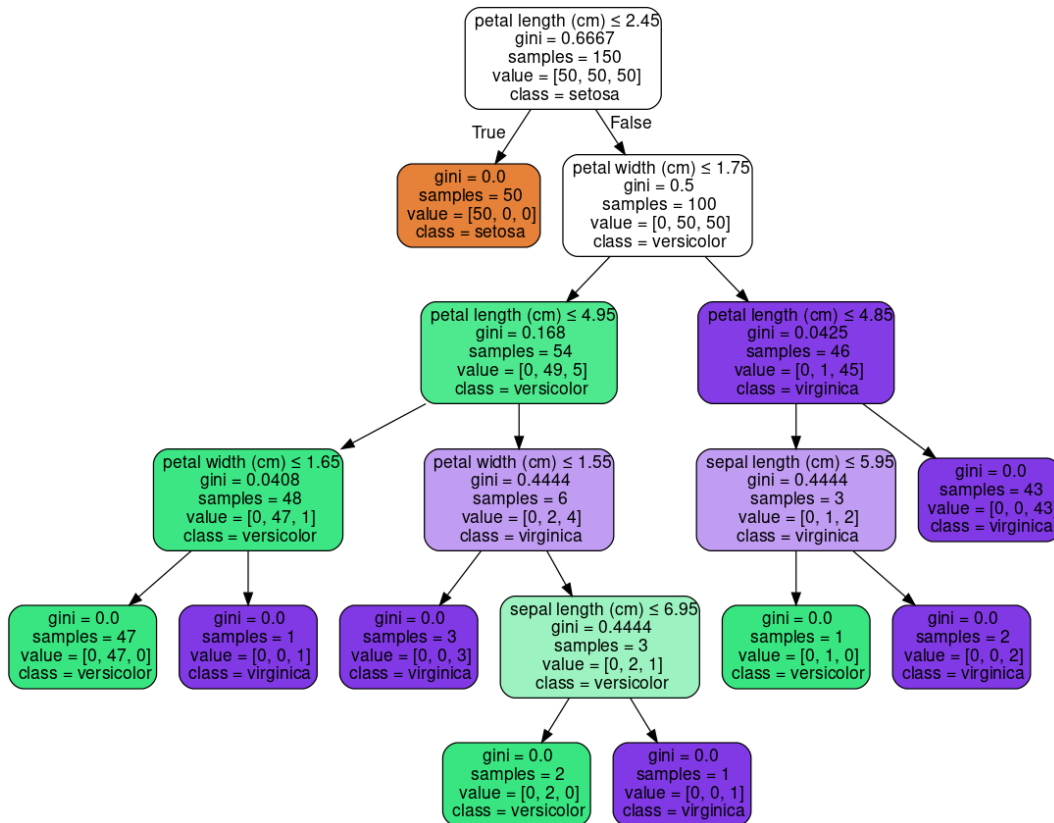 petal length (cm) ≤ 2.45
gini = 0.6667
samples = 150
value = [50, 50, 50]
class = setosa
True
False
gini = 0.0
samples = 50
value = [50, 0, 0]
class = setosa
petal width (cm) ≤ 1.75
gini = 0.5
samples = 100
value = [0, 50, 50]
class = versicolor
petal length (cm) ≤ 4.95
gini = 0.168
samples = 54
value = [0, 49, 5]
class = versicolor
petal length (cm) ≤ 4.85
gini = 0.0425
samples = 46
value = [0, 1, 45]
class = virginica
petal width (cm) ≤ 1.65
gini = 0.0408
samples = 48
value = [0, 47, 1]
class = versicolor
petal width (cm) ≤ 1.55
gini = 0.4444
samples = 6
value = [0, 2, 4]
class = virginica
sepal length (cm) ≤ 5.95
gini = 0.4444
samples = 3
value = [0, 1, 2]
class = virginica
gini = 0.0
samples = 43
value = [0, 0, 43]
class = virginica
gini = 0.0
samples = 47
value = [0, 47, 0]
class = versicolor
gini = 0.0
samples = 1
value = [0, 0, 1]
class = virginica
gini = 0.0
samples = 3
value = [0, 0, 3]
class = virginica
sepal length (cm) ≤ 6.95
gini = 0.4444
samples = 3
value = [0, 2, 1]
class = versicolor
gini = 0.0
samples = 1
value = [0, 1, 0]
class = versicolor
gini = 0.0
samples = 2
value = [0, 0, 2]
class = virginica
gini = 0.0
samples = 2
value = [0, 2, 0]
class = versicolor
gini = 0.0
samples = 1
value = [0, 0, 1]
class = virginica